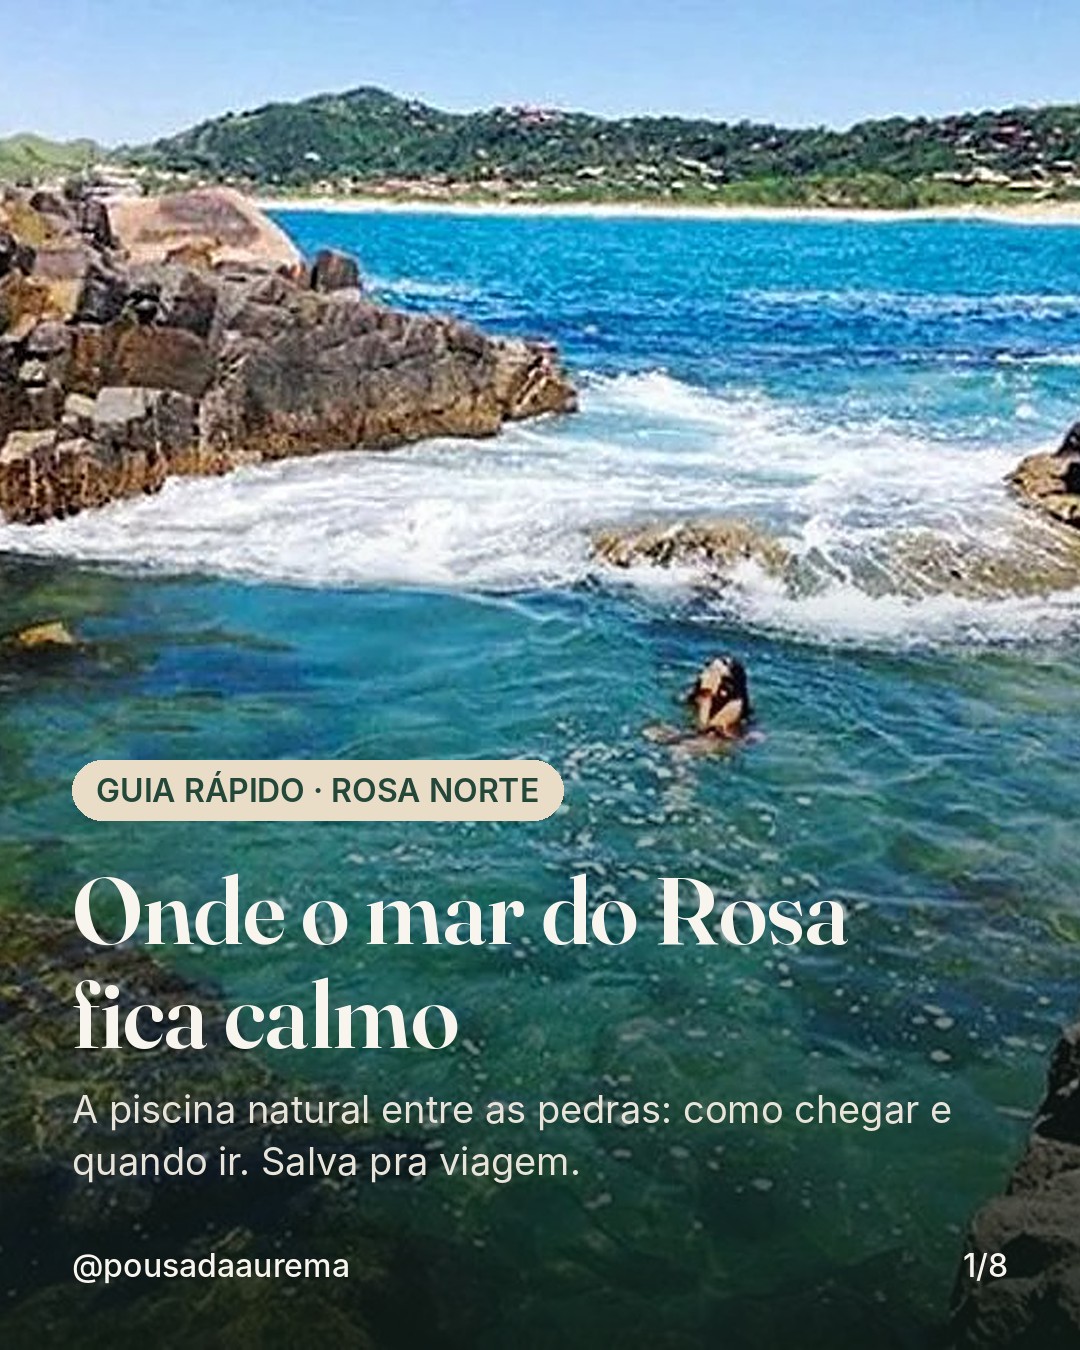 GUIA RÁPIDO · ROSA NORTE
Onde o mar do Rosa
fica calmo
A piscina natural entre as pedras: como chegar e
quando ir. Salva pra viagem.
@pousadaaurema
1/8